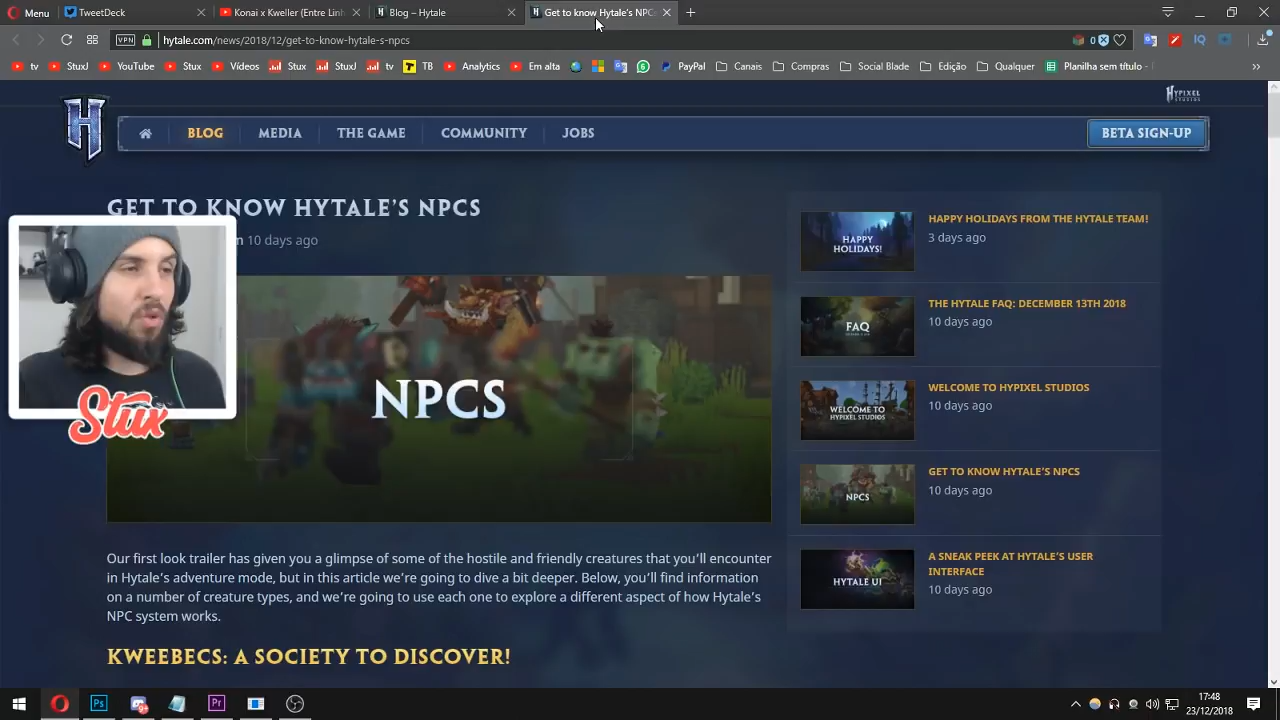 Menu
TweetDeck
Konai x Kweller (Entre Linh
Blog – Hytale
Get to know Hytale's NPC
VPN
hytale.com/news/2018/12/get-to-know-hytale-s-npcs
0
tv
StuxJ
YouTube
Stux
Vídeos
Stux
StuxJ
tv
TB
Analytics
Em alta
PayPal
Canais
Compras
Social Blade
Edição
Qualquer
Planilha sem título -
HYPIXEL
STUDIOS
BLOG
MEDIA
THE GAME
COMMUNITY
JOBS
BETA SIGN-UP
GET TO KNOW HYTALE'S NPCS
10 days ago
NPCS
Stux
Our first look trailer has given you a glimpse of some of the hostile and friendly creatures that you'll encounter
in Hytale's adventure mode, but in this article we're going to dive a bit deeper. Below, you'll find information
on a number of creature types, and we're going to use each one to explore a different aspect of how Hytale's
NPC system works.
KWEEBECS: A SOCIETY TO DISCOVER!
HAPPY
HOLIDAYS!
HAPPY HOLIDAYS FROM THE HYTALE TEAM!
3 days ago
FAQ
THE HYTALE FAQ: DECEMBER 13TH 2018
10 days ago
WELCOME TO
HYPIXEL STUDIOS
WELCOME TO HYPIXEL STUDIOS
10 days ago
NPCS
GET TO KNOW HYTALE'S NPCS
10 days ago
HYTALE UI
A SNEAK PEEK AT HYTALE'S USER
INTERFACE
10 days ago
Ps
Pr
17:48
23/12/2018